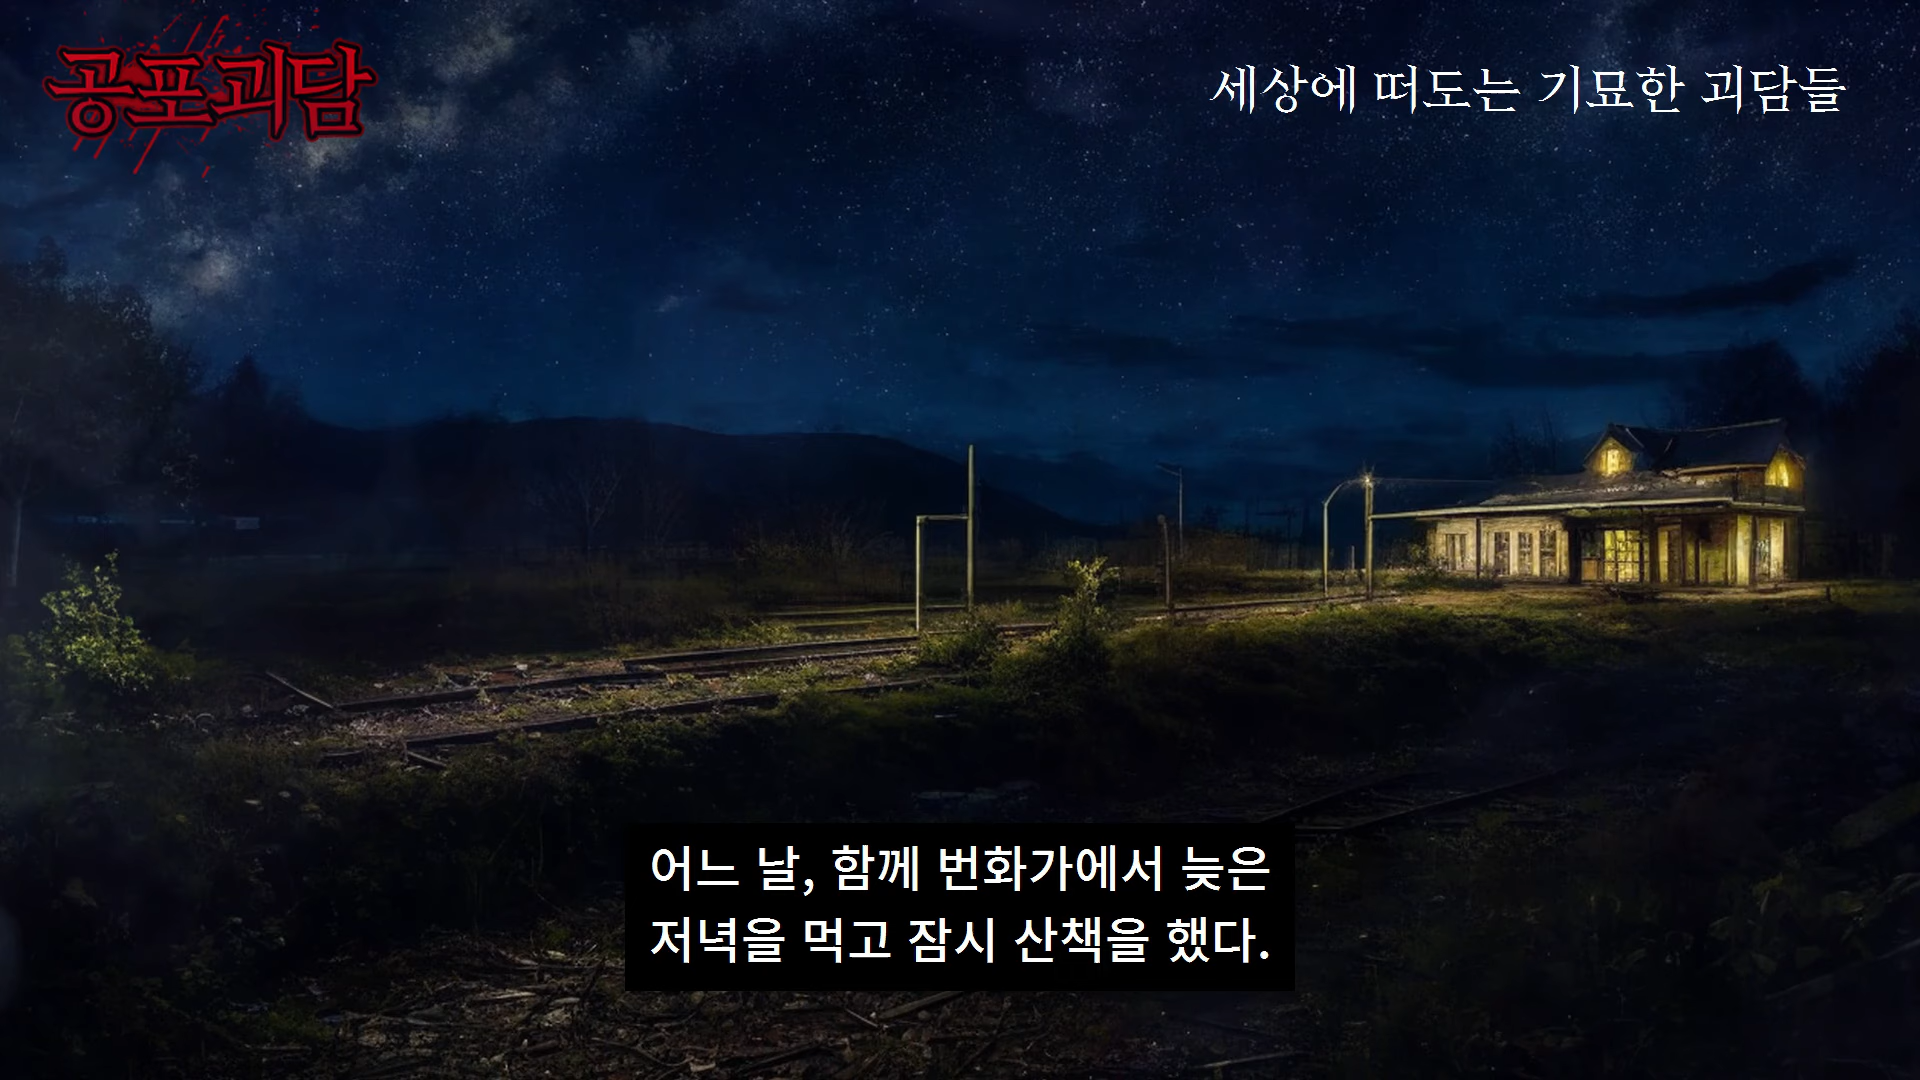 공포괴담
세상에 떠도는 기묘한 괴담들
어느 날, 함께 번화가에서 늦은
저녁을 먹고 잠시 산책을 했다.